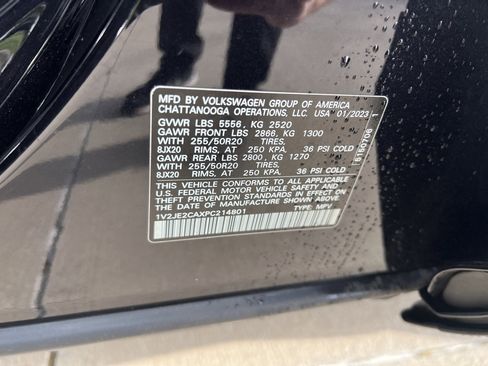 MFD BY VOLKSWAGEN GROUP OF AMERICA
CHATTANOOGA OPERATIONS, LLC. USA 01/2023
GVWR LBS 5556, KG 2520
GAWR FRONT LBS 2866, KG 1300
WITH 255/50R20 TIRES,
8JX20 RIMS, AT 250 KPA, 36 PSI COLD
GAWR REAR LBS 2800, KG 1270
WITH 255/50R20 TIRES,
8JX20 RIMS, AT 250 KPA, 36 PSI COLD
THIS VEHICLE CONFORMS TO ALL APPLICABLE
U.S. FEDERAL MOTOR VEHICLE SAFETY AND
THEFT PREVENTION STANDARDS IN EFFECT ON
THE DATE OF MANUFACTURE SHOWN ABOVE.
1V2JE2CAXPC214801 TYPE: MPV